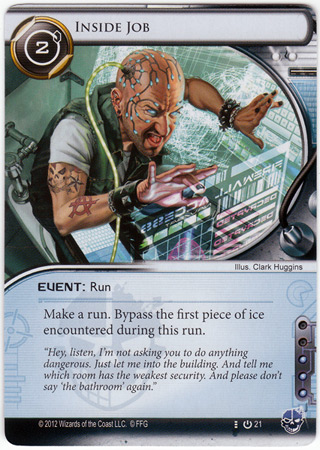 2
INSIDE JOB
Illus. Clark Huggins
EVENT: Run
Make a run. Bypass the first piece of ice
encountered during this run.
"Hey, listen, I'm not asking you to do anything
dangerous. Just let me into the building. And tell me
which room has the weakest security. And please don't
say 'the bathroom' again."
© 2012 Wizards of the Coast LLC. © FFG
21